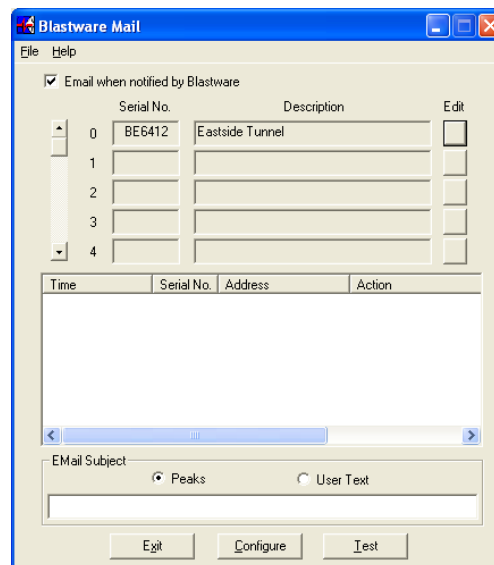 Blastware Mail
File Help
Email when notified by Blastware
Serial No. Description Edit
0 BE6412 Eastside Tunnel
1
2
3
4
Time Serial No. Address Action
EMail Subject
Peaks User Text
Exit Configure Test